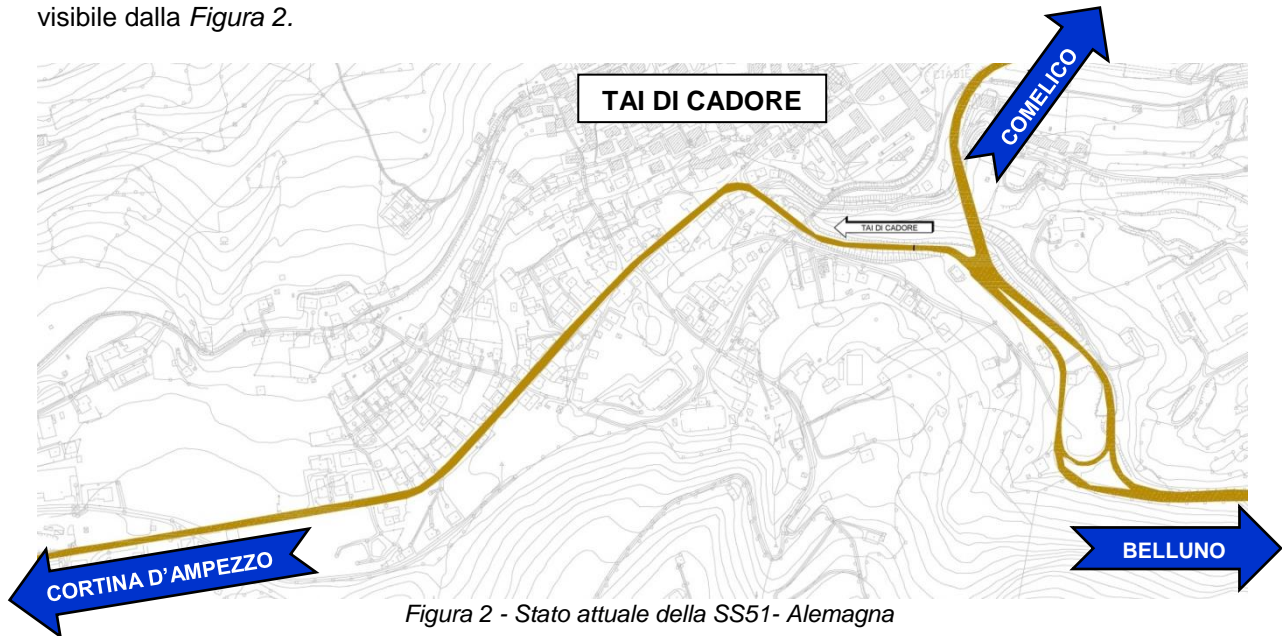 visibile dalla Figura 2.
TAI DI CADORE
COMELICO
TAI DI CADORE
CORTINA D'AMPEZZO
BELLUNO
Figura 2 - Stato attuale della SS51- Alemagna